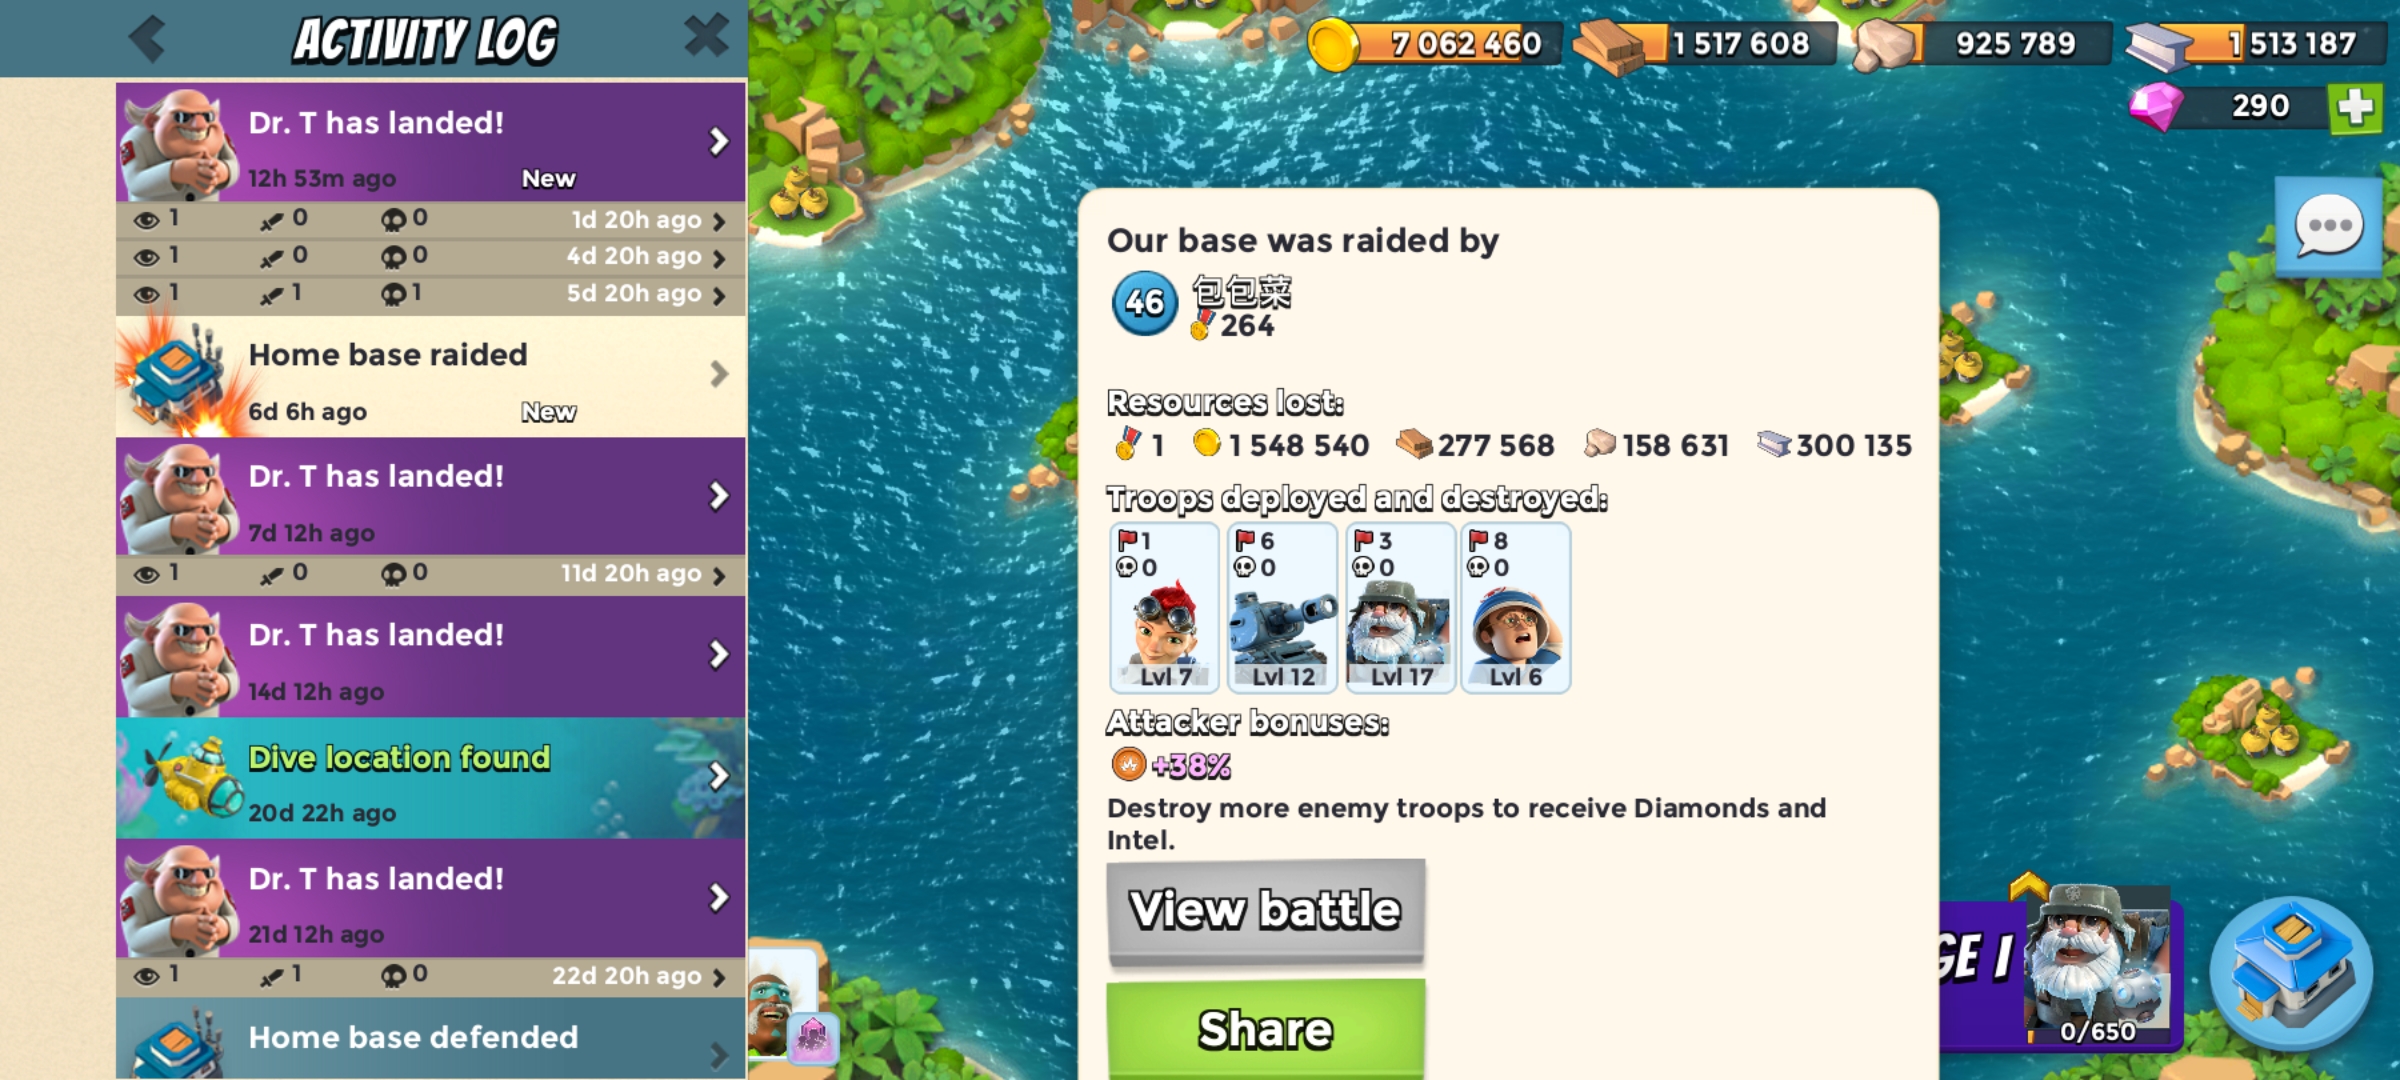 ACTIVITY LOG
Dr. T has landed!
12h 53m ago New
1 0 0 1d 20h ago
1 0 0 4d 20h ago
1 1 1 5d 20h ago
Home base raided
6d 6h ago New
Dr. T has landed!
7d 12h ago
1 0 0 11d 20h ago
Dr. T has landed!
14d 12h ago
Dive location found
20d 22h ago
Dr. T has landed!
21d 12h ago
1 1 0 22d 20h ago
Home base defended
7 062 460 1 517 608 925 789 1 513 187
290
Our base was raided by
46 包包菜
264
Resources lost:
1 1 548 540 277 568 158 631 300 135
Troops deployed and destroyed:
1 6 3 8
0 0 0 0
Lvl 7 Lvl 12 Lvl 17 Lvl 6
Attacker bonuses:
+38%
Destroy more enemy troops to receive Diamonds and
Intel.
View battle
Share
GE I
0/650